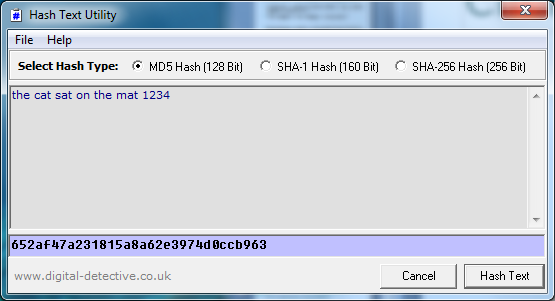 Hash Text Utility
File Help
Select Hash Type: MD5 Hash (128 Bit) SHA-1 Hash (160 Bit) SHA-256 Hash (256 Bit)
the cat sat on the mat 1234
652af47a231815a8a62e3974d0ccb963
www.digital-detective.co.uk Cancel Hash Text